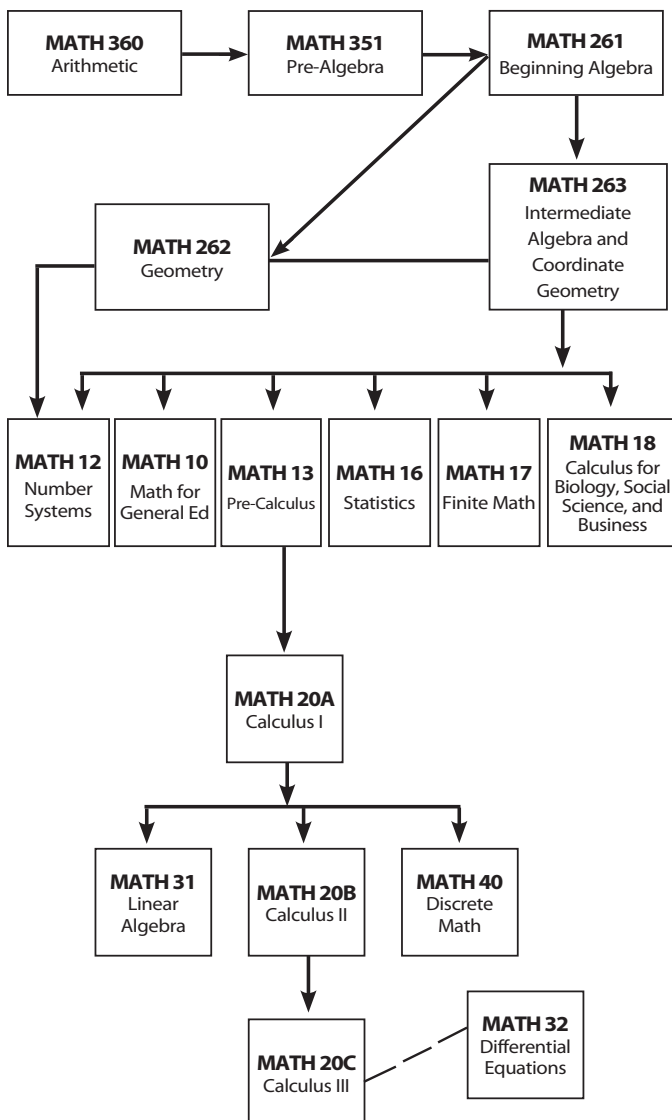 MATH 360
Arithmetic
MATH 351
Pre-Algebra
MATH 261
Beginning Algebra
MATH 262
Geometry
MATH 263
Intermediate
Algebra and
Coordinate
Geometry
MATH 12
Number
Systems
MATH 10
Math for
General Ed
MATH 13
Pre-Calculus
MATH 16
Statistics
MATH 17
Finite Math
MATH 18
Calculus for
Biology, Social
Science, and
Business
MATH 20A
Calculus I
MATH 31
Linear
Algebra
MATH 20B
Calculus II
MATH 40
Discrete
Math
MATH 20C
Calculus III
MATH 32
Differential
Equations